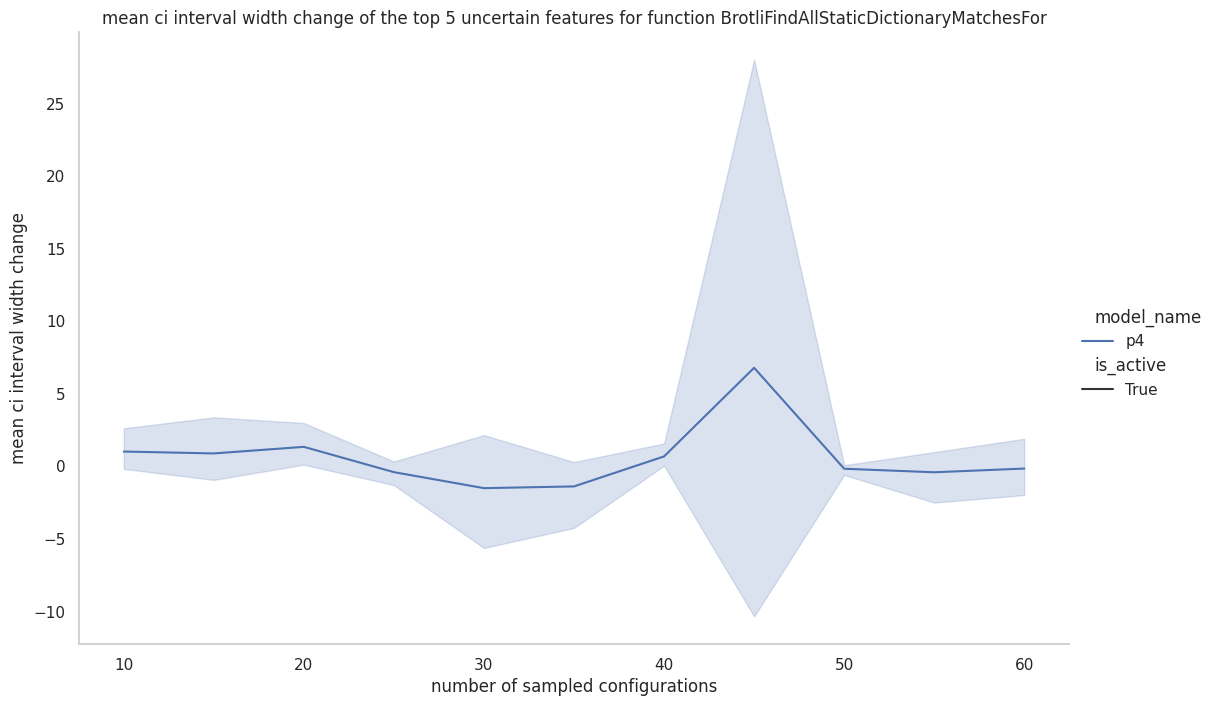 mean ci interval width change of the top 5 uncertain features for function BrotliFindAllStaticDictionaryMatchesFor
mean ci interval width change
25
20
15
10
5
0
−5
−10
10
20
30
40
50
60
number of sampled configurations
model_name
p4
is_active
True